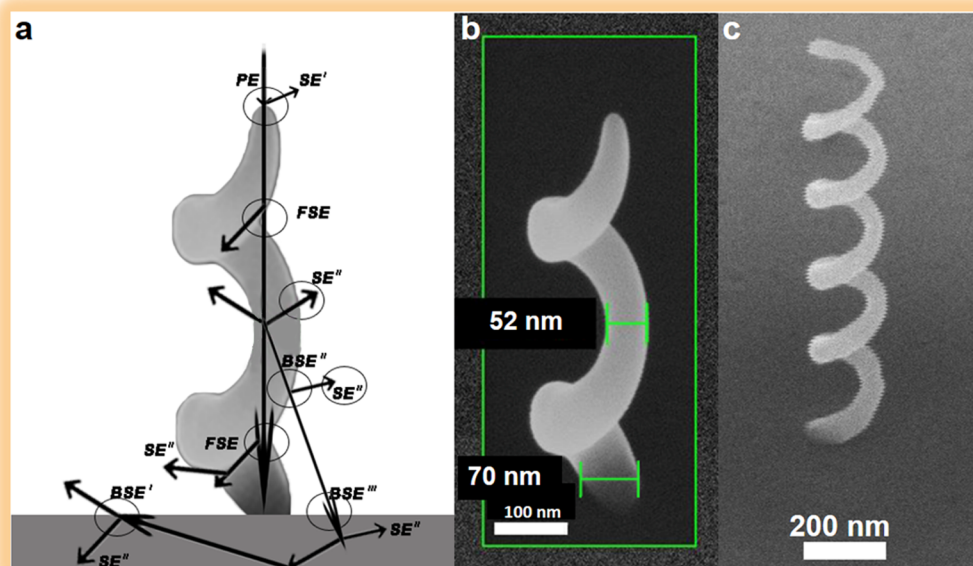 a
PE
SE'
FSE
SE"
BSE"
SE"
FSE
SE"
BSE'
BSE'"
SE"
SE"
b
52 nm
70 nm
100 nm
c
200 nm